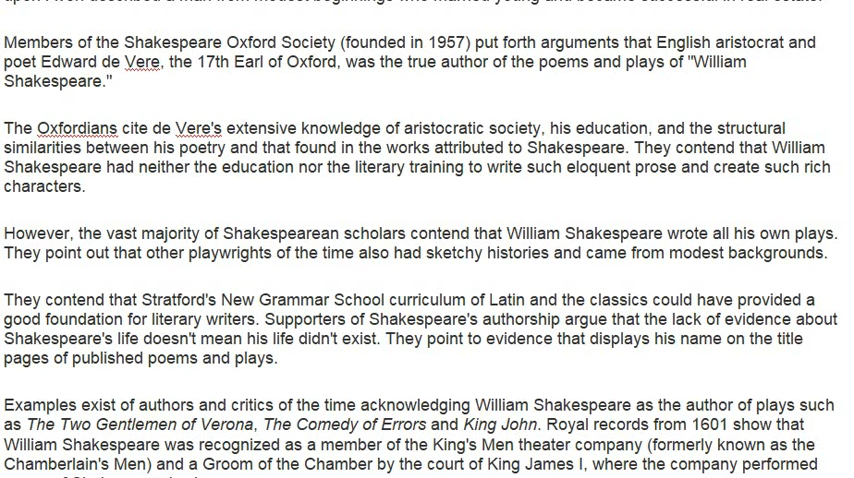 Members of the Shakespeare Oxford Society (founded in 1957) put forth arguments that English aristocrat and
poet Edward de Vere, the 17th Earl of Oxford, was the true author of the poems and plays of "William
Shakespeare."
The Oxfordians cite de Vere's extensive knowledge of aristocratic society, his education, and the structural
similarities between his poetry and that found in the works attributed to Shakespeare. They contend that William
Shakespeare had neither the education nor the literary training to write such eloquent prose and create such rich
characters.
However, the vast majority of Shakespearean scholars contend that William Shakespeare wrote all his own plays.
They point out that other playwrights of the time also had sketchy histories and came from modest backgrounds.
They contend that Stratford's New Grammar School curriculum of Latin and the classics could have provided a
good foundation for literary writers. Supporters of Shakespeare's authorship argue that the lack of evidence about
Shakespeare's life doesn't mean his life didn't exist. They point to evidence that displays his name on the title
pages of published poems and plays.
Examples exist of authors and critics of the time acknowledging William Shakespeare as the author of plays such
as The Two Gentlemen of Verona, The Comedy of Errors and King John. Royal records from 1601 show that
William Shakespeare was recognized as a member of the King's Men theater company (formerly known as the
Chamberlain's Men) and a Groom of the Chamber by the court of King James I, where the company performed